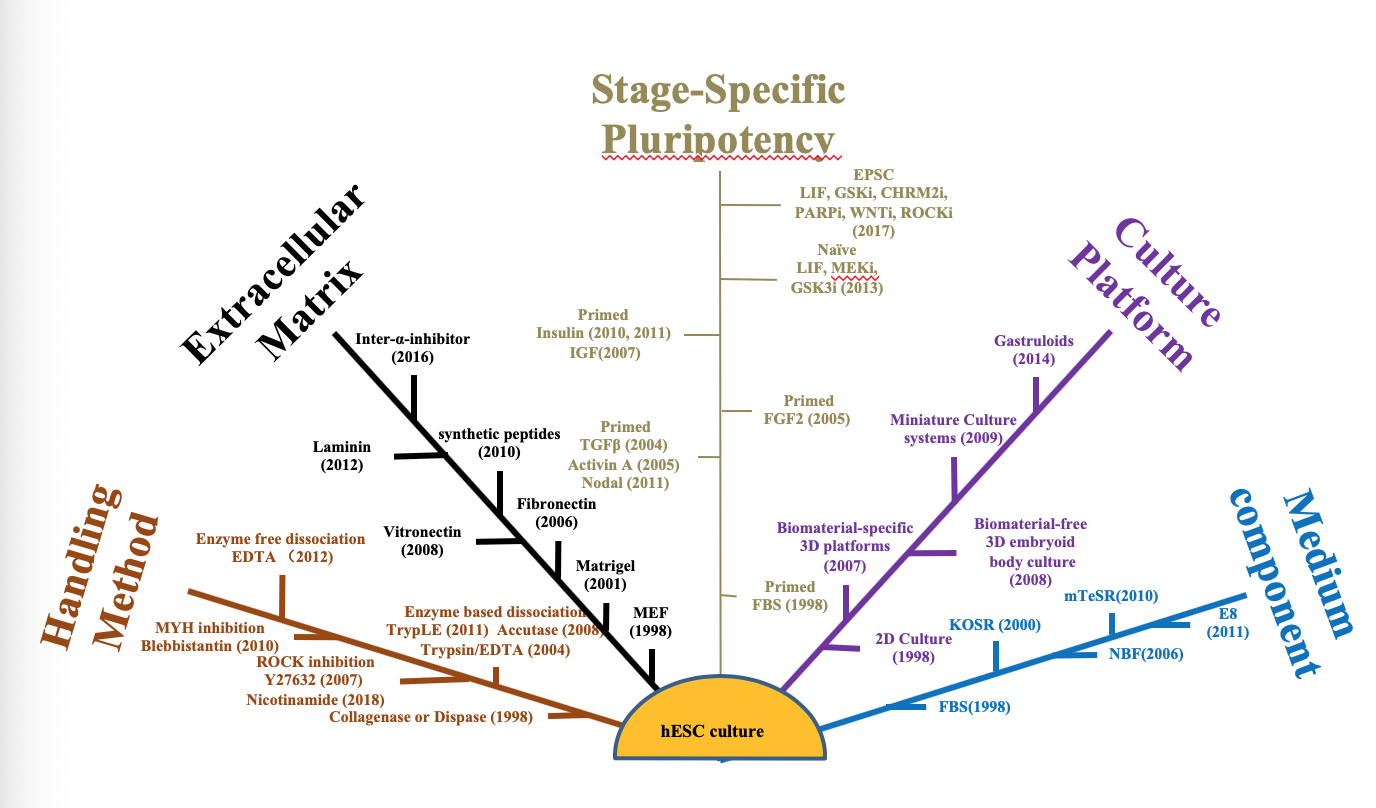 Stage-Specific
Pluripotency
EPSC
LIF, GSKi, CHRM2i,
PARPi, WNTi, ROCKi
(2017)
Naïve
LIF, MEKi,
GSK3i (2013)
Primed
Insulin (2010, 2011)
IGF(2007)
Primed
FGF2 (2005)
Primed
TGFβ (2004)
Activin A (2005)
Nodal (2011)
Primed
FBS (1998)
Extracellular
Matrix
Inter-α-inhibitor
(2016)
Laminin
(2012)
synthetic peptides
(2010)
Vitronectin
(2008)
Fibronectin
(2006)
Matrigel
(2001)
MEF
(1998)
Handling
Method
Enzyme free dissociation
EDTA （2012)
MYH inhibition
Blebbistantin (2010)
ROCK inhibition
Y27632 (2007)
Nicotinamide (2018)
Enzyme based dissociation
TrypLE (2011) Accutase (2008)
Trypsin/EDTA (2004)
Collagenase or Dispase (1998)
Culture
Platform
Gastruloids
(2014)
Miniature Culture
systems (2009)
Biomaterial-specific
3D platforms
(2007)
Biomaterial-free
3D embryoid
body culture
(2008)
2D Culture
(1998)
Medium
component
mTeSR(2010)
E8
(2011)
KOSR (2000)
NBF(2006)
FBS(1998)
hESC culture